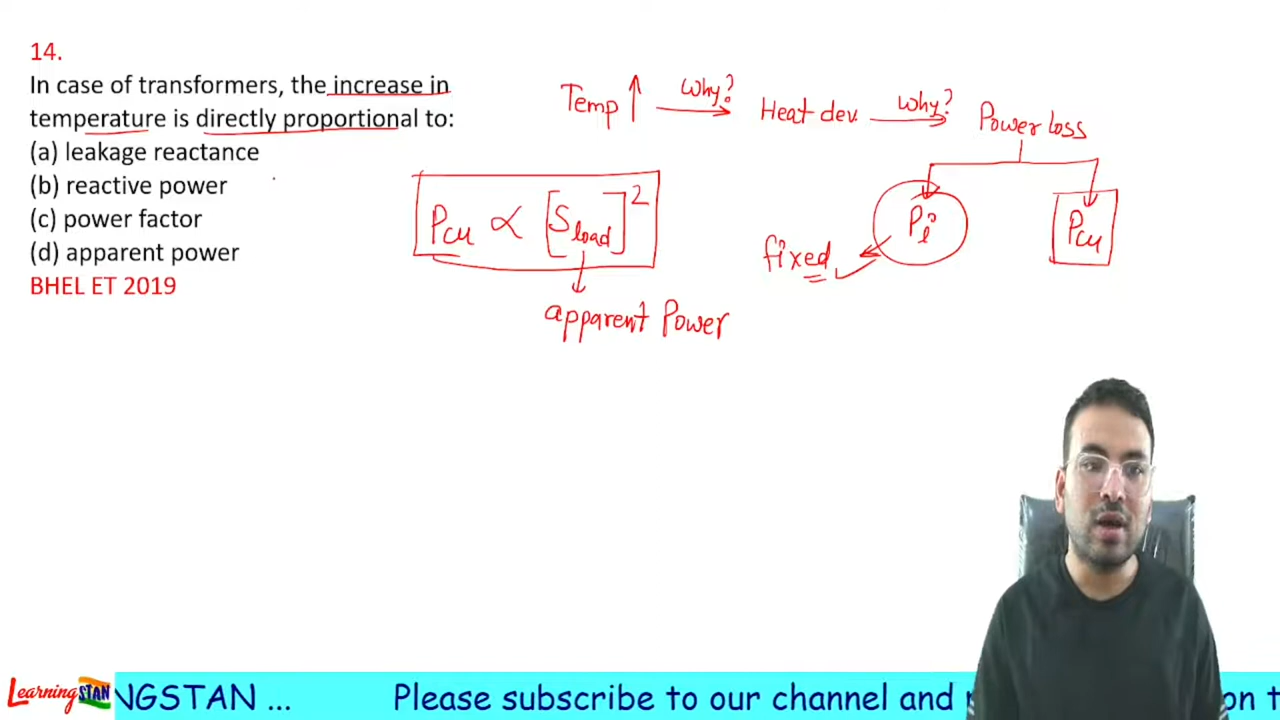 14.
In case of transformers, the increase in
temperature is directly proportional to:
(a) leakage reactance
(b) reactive power
(c) power factor
(d) apparent power
BHEL ET 2019
Temp ↑ Why? Heat dev. Why? Power loss
Pi Pcu
fixed
Pcu ∝ [Sload]²
apparent Power
LearningSTAN
NGSTAN ... Please subscribe to our channel and
on t